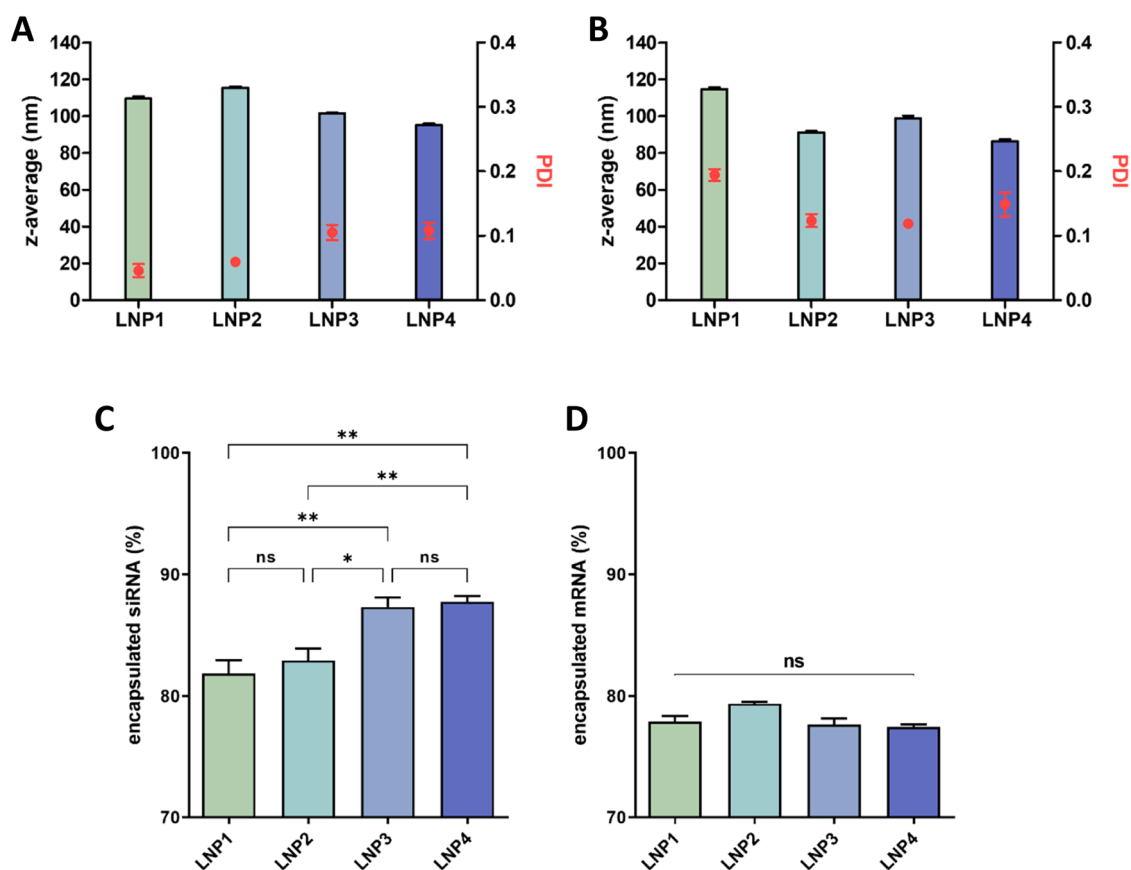 A
z-average (nm)
140
120
100
80
60
40
20
0
0.4
0.3
0.2
0.1
0.0
PDI
LNP1 LNP2 LNP3 LNP4
B
z-average (nm)
140
120
100
80
60
40
20
0
0.4
0.3
0.2
0.1
0.0
PDI
LNP1 LNP2 LNP3 LNP4
C
encapsulated siRNA (%)
100
90
80
70
**
**
**
ns * ns
LNP1 LNP2 LNP3 LNP4
D
encapsulated mRNA (%)
100
90
80
70
ns
LNP1 LNP2 LNP3 LNP4